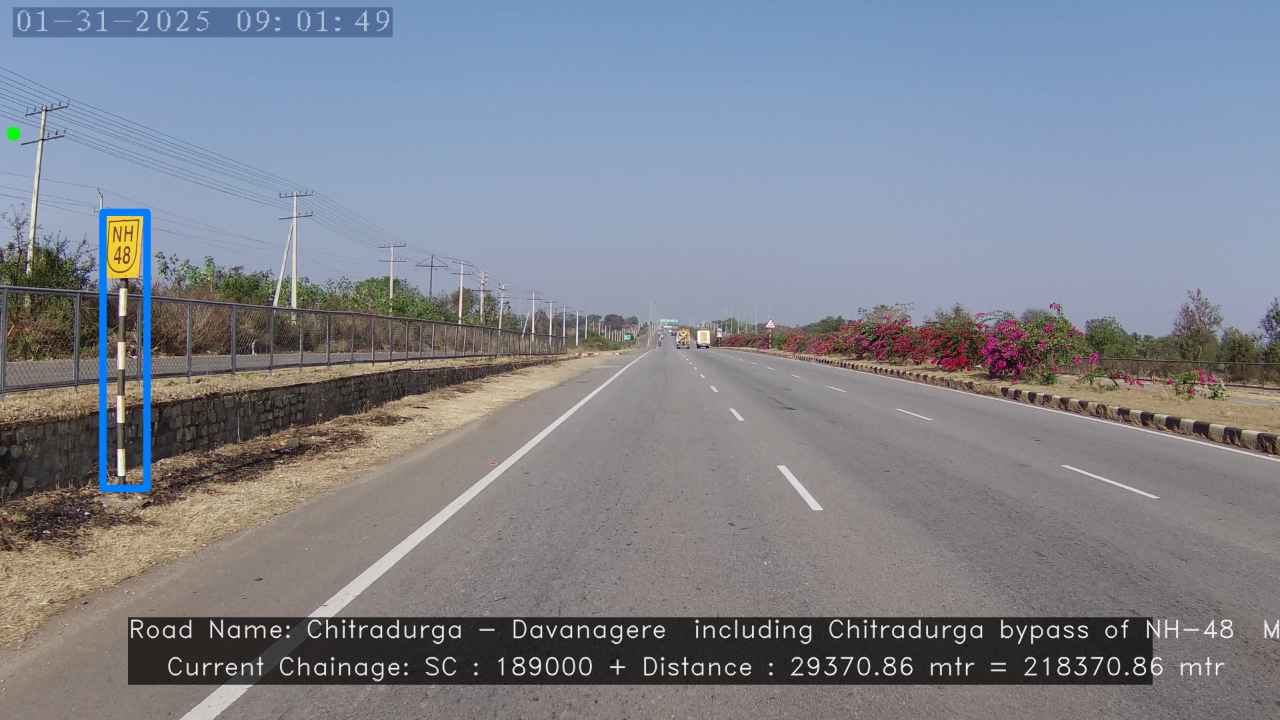 01-31-2025 09:01:49
NH
48
Road Name: Chitradurga - Davanagere including Chitradurga bypass of NH-48 M
Current Chainage: SC : 189000 + Distance : 29370.86 mtr = 218370.86 mtr